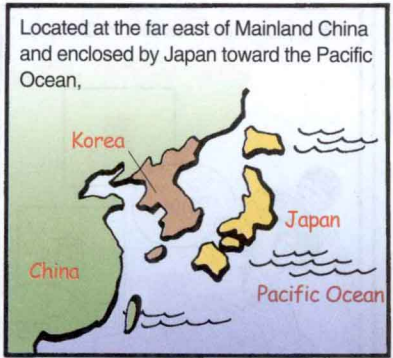 Located at the far east of Mainland China
and enclosed by Japan toward the Pacific
Ocean,
Korea
Japan
China
Pacific Ocean